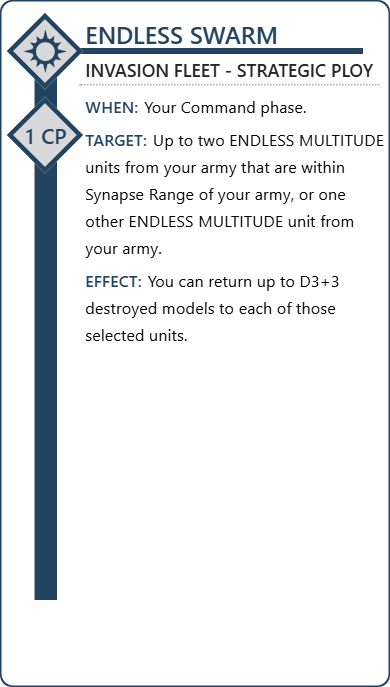 ENDLESS SWARM
INVASION FLEET - STRATEGIC PLOY
WHEN: Your Command phase.
1 CP
TARGET: Up to two ENDLESS MULTITUDE
units from your army that are within
Synapse Range of your army, or one
other ENDLESS MULTITUDE unit from
your army.
EFFECT: You can return up to D3+3
destroyed models to each of those
selected units.